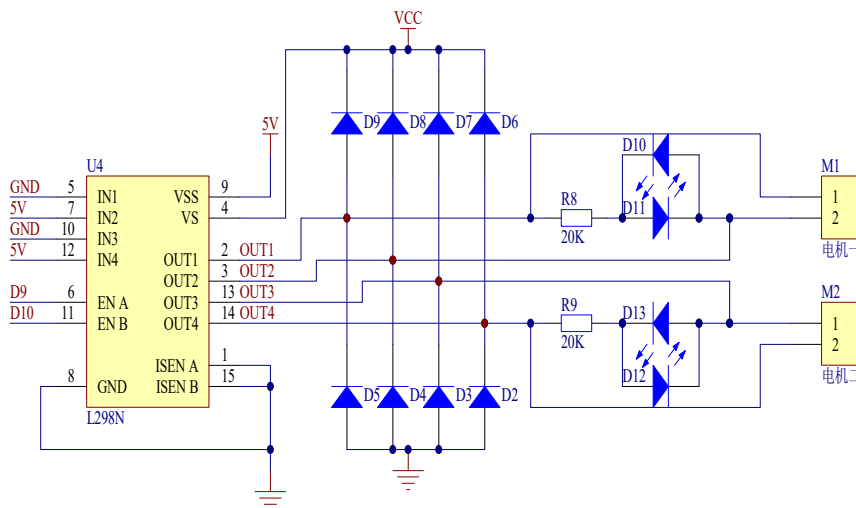 VCC
D9
D8
D7
D6
5V
U4
GND 5 IN1 VSS 9
5V 7 IN2 VS 4
GND 10 IN3
5V 12 IN4 OUT1 2 OUT1
OUT2 3 OUT2
D9 6 EN A OUT3 13 OUT3
D10 11 EN B OUT4 14 OUT4
ISEN A 1
8 GND ISEN B 15
L298N
D5
D4
D3
D2
D10
D11
R8
20K
M1
1
2
电机一
R9
20K
D13
D12
M2
1
2
电机二